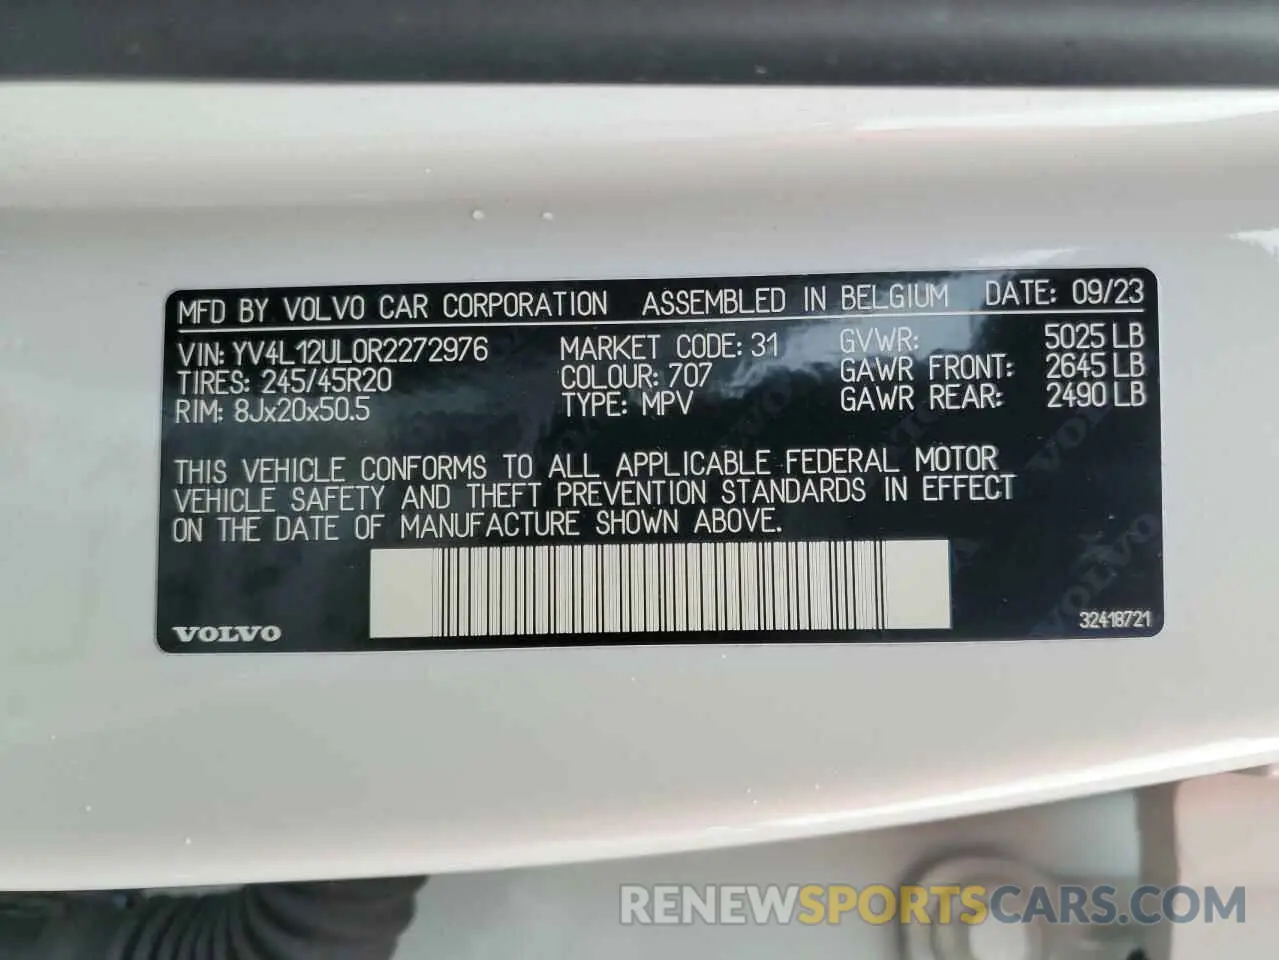 MFD BY VOLVO CAR CORPORATION ASSEMBLED IN BELGIUM DATE: 09/23
VIN: YV4L12UL0R2272976 MARKET CODE: 31 GVWR: 5025 LB
TIRES: 245/45R20 COLOUR: 707 GAWR FRONT: 2645 LB
RIM: 8Jx20x50.5 TYPE: MPV GAWR REAR: 2490 LB
THIS VEHICLE CONFORMS TO ALL APPLICABLE FEDERAL MOTOR
VEHICLE SAFETY AND THEFT PREVENTION STANDARDS IN EFFECT
ON THE DATE OF MANUFACTURE SHOWN ABOVE.
VOLVO 32418721
RENEWSPORTSCARS.COM